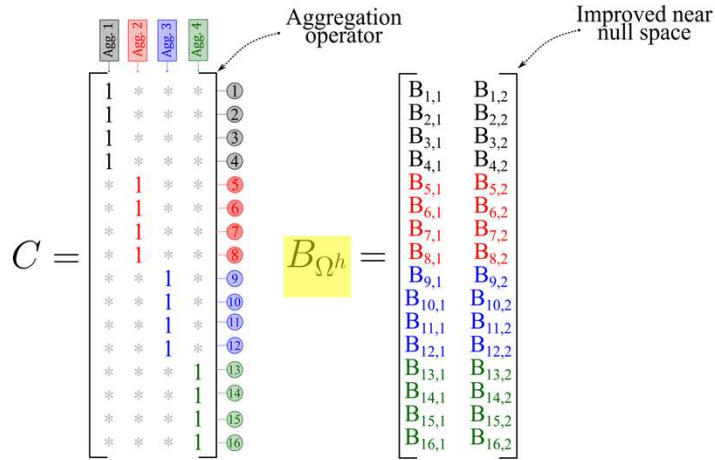 Aggregation
operator
Improved near
null space
Agg. 1 Agg. 2 Agg. 3 Agg. 4
1 * * * 1 B1,1 B1,2
1 * * * 2 B2,1 B2,2
1 * * * 3 B3,1 B3,2
1 * * * 4 B4,1 B4,2
* 1 * * 5 B5,1 B5,2
* 1 * * 6 B6,1 B6,2
* 1 * * 7 B7,1 B7,2
C = * 1 * * 8 BΩh = B8,1 B8,2
* * 1 * 9 B9,1 B9,2
* * 1 * 10 B10,1 B10,2
* * 1 * 11 B11,1 B11,2
* * 1 * 12 B12,1 B12,2
* * * 1 13 B13,1 B13,2
* * * 1 14 B14,1 B14,2
* * * 1 15 B15,1 B15,2
* * * 1 16 B16,1 B16,2